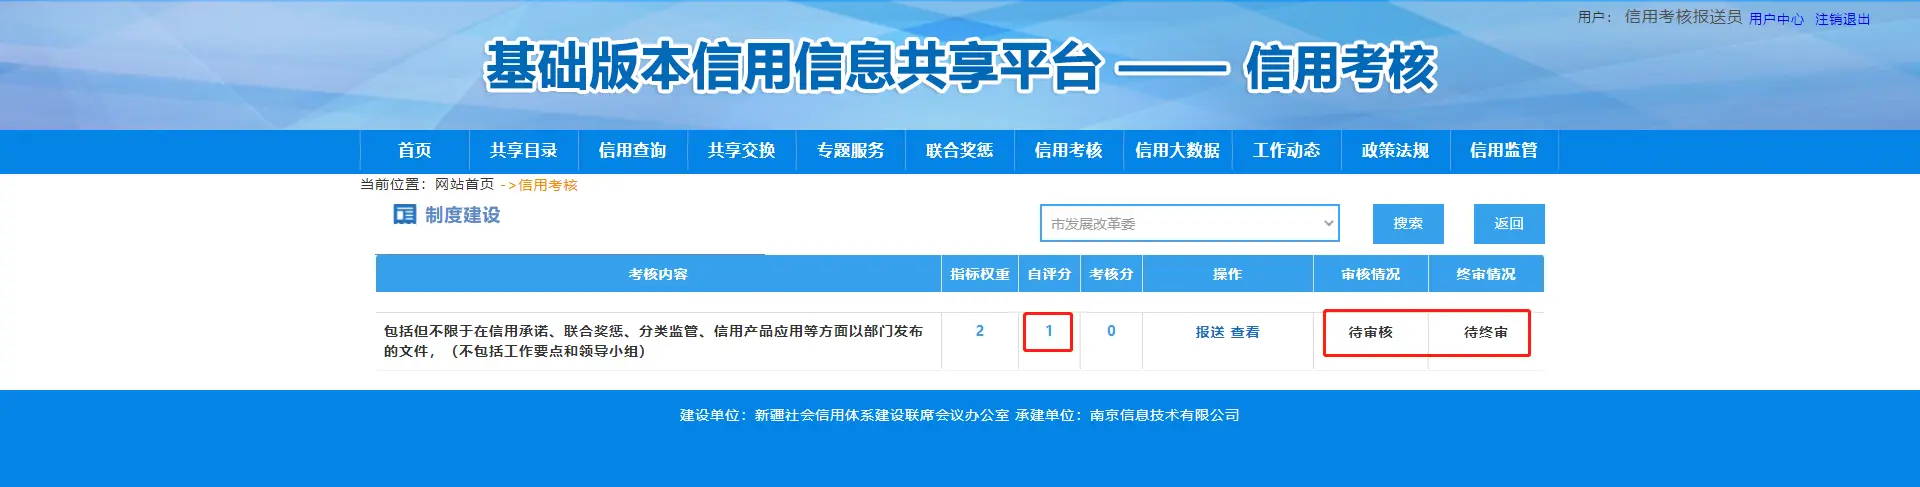 用户： 信用考核报送员 用户中心 注销退出
基础版本信用信息共享平台 —— 信用考核
首页 共享目录 信用查询 共享交换 专题服务 联合奖惩 信用考核 信用大数据 工作动态 政策法规 信用监管
当前位置：网站首页 ->信用考核
制度建设 市发展改革委 搜索 返回
考核内容 指标权重 自评分 考核分 操作 审核情况 终审情况
包括但不限于在信用承诺、联合奖惩、分类监管、信用产品应用等方面以部门发布 2 1 0 报送 查看 待审核 待终审
的文件，（不包括工作要点和领导小组）
建设单位：新疆社会信用体系建设联席会议办公室 承建单位：南京信息技术有限公司